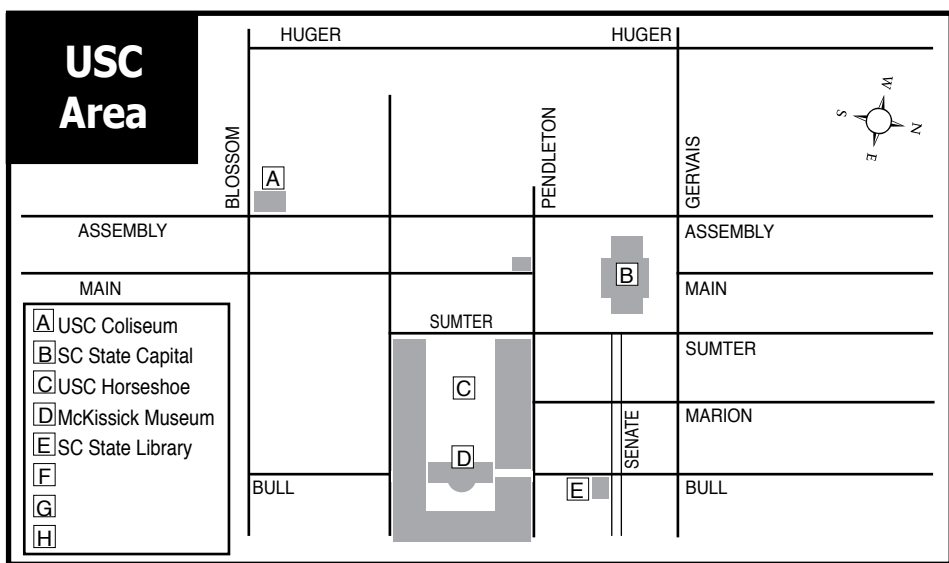 USC
Area
HUGER
HUGER
W
S
N
E
BLOSSOM
PENDLETON
GERVAIS
A
ASSEMBLY
ASSEMBLY
B
MAIN
MAIN
A USC Coliseum
B SC State Capital
C USC Horseshoe
D McKissick Museum
E SC State Library
F
G
H
SUMTER
SUMTER
C
MARION
SENATE
D
BULL
E
BULL